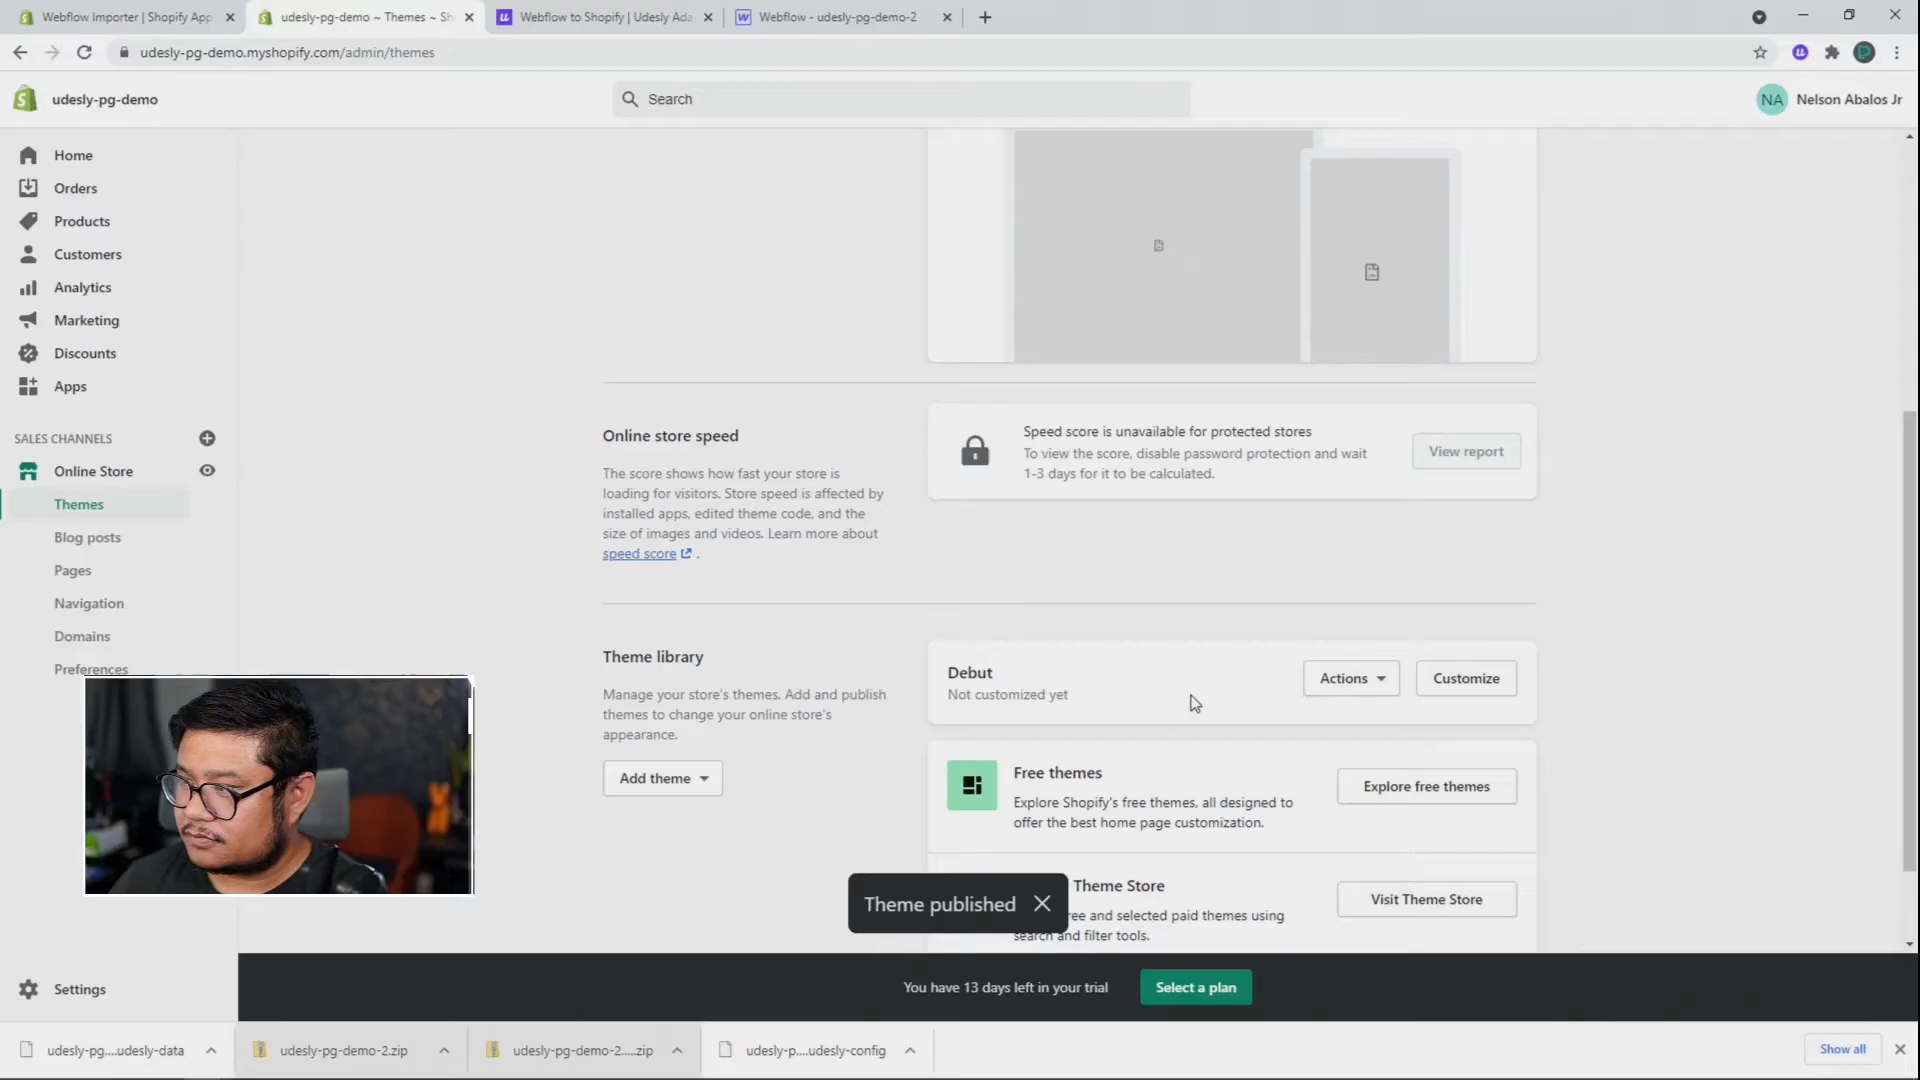 Webflow Importer | Shopify App
udesly-pg-demo ~ Themes ~ Sh
Webflow to Shopify | Udesly Ada
Webflow - udesly-pg-demo-2
udesly-pg-demo.myshopify.com/admin/themes
udesly-pg-demo
Search
NA
Nelson Abalos Jr
Home
Orders
Products
Customers
Analytics
Marketing
Discounts
Apps
SALES CHANNELS
Online Store
Themes
Blog posts
Pages
Navigation
Domains
Preferences
Settings
Online store speed
The score shows how fast your store is
loading for visitors. Store speed is affected by
installed apps, edited theme code, and the
size of images and videos. Learn more about
speed score .
Speed score is unavailable for protected stores
To view the score, disable password protection and wait
1-3 days for it to be calculated.
View report
Theme library
Manage your store's themes. Add and publish
themes to change your online store's
appearance.
Add theme
Debut
Not customized yet
Actions
Customize
Free themes
Explore Shopify's free themes, all designed to
offer the best home page customization.
Explore free themes
Theme Store
ree and selected paid themes using
search and filter tools.
Visit Theme Store
Theme published
You have 13 days left in your trial
Select a plan
udesly-pg....udesly-data
udesly-pg-demo-2.zip
udesly-pg-demo-2.....zip
udesly-p....udesly-config
Show all